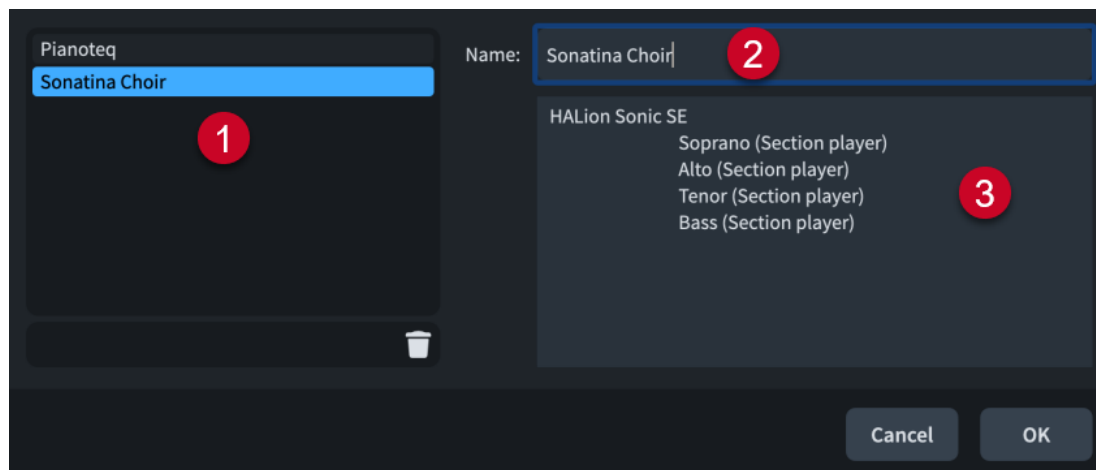 Pianoteq
Sonatina Choir
1
Name:
Sonatina Choir
2
HALion Sonic SE
Soprano (Section player)
Alto (Section player)
Tenor (Section player)
Bass (Section player)
3
Cancel
OK